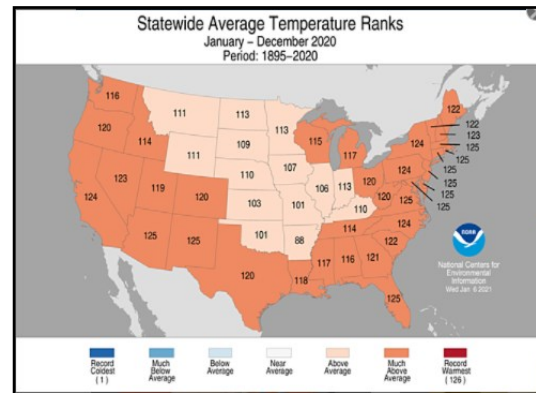 Statewide Average Temperature Ranks
January – December 2020
Period: 1895–2020
116
111
113
113
122
120
114
111
109
115
117
124
122
123
125
125
125
125
125
125
124
123
119
120
110
107
106
113
120
124
120
125
103
101
110
124
125
125
101
88
114
122
120
118
117
116
121
125
NOAA
National Centers for
Environmental
Information
Wed Jan 6 2021
Record
Coldest
(1)
Much
Below
Average
Below
Average
Near
Average
Above
Average
Much
Above
Average
Record
Warmest
(126)